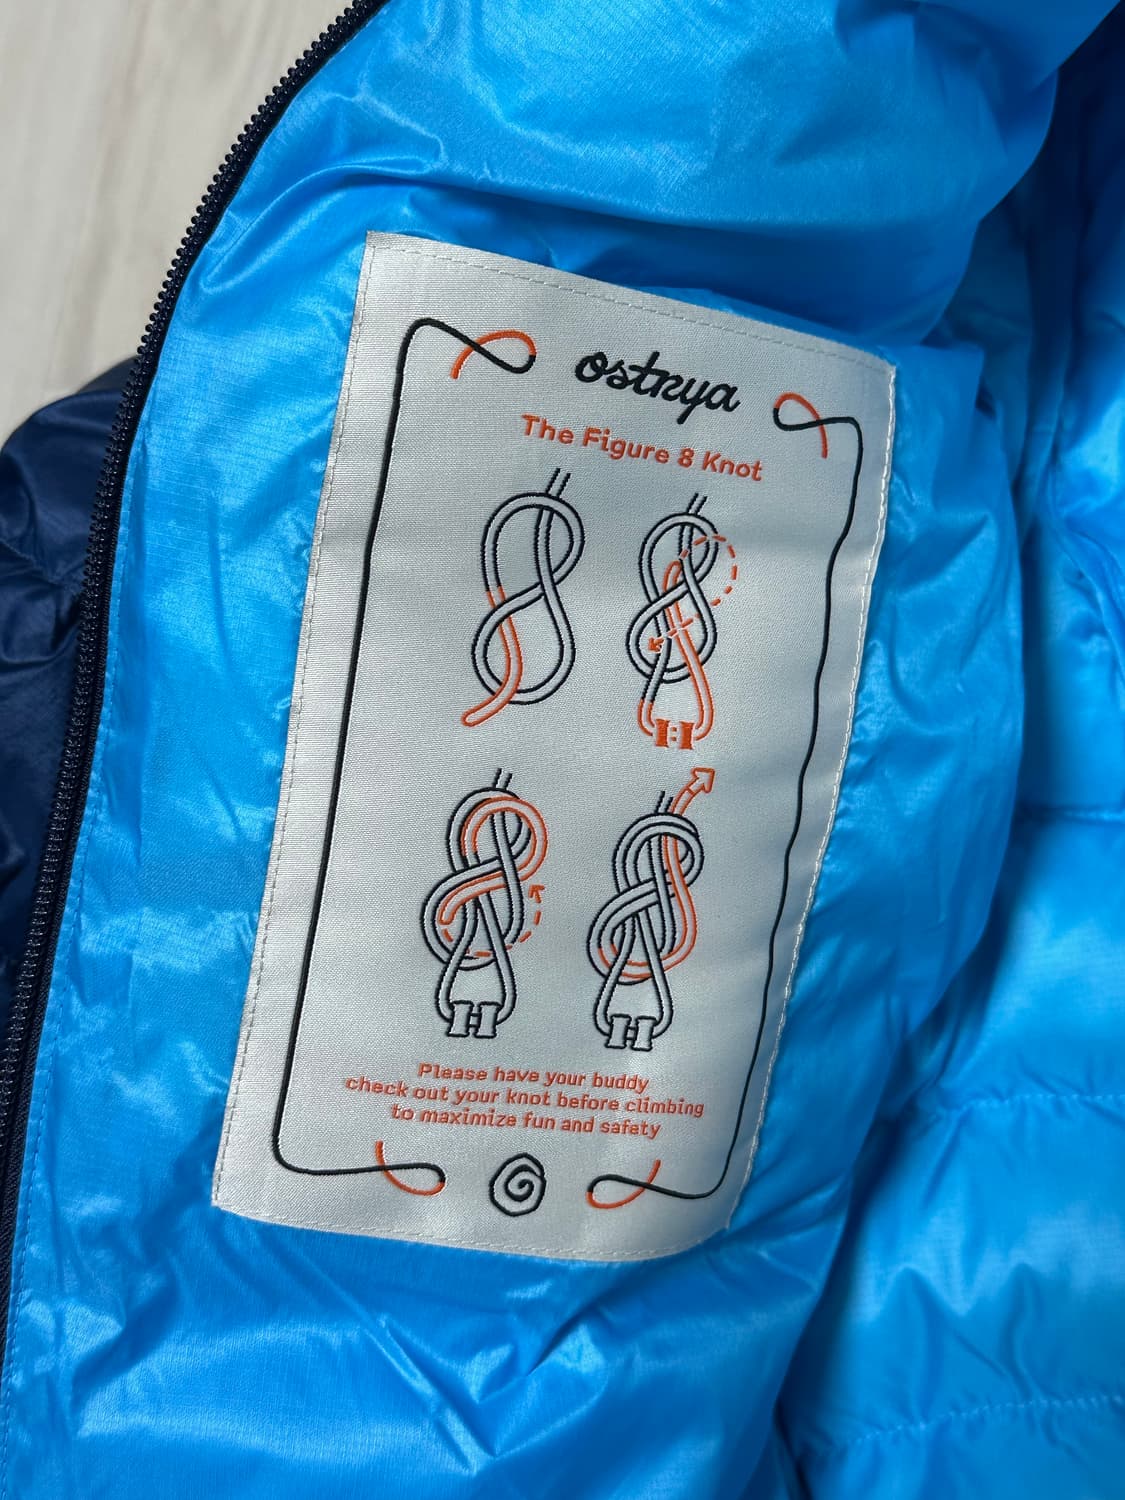 ostrya
The Figure 8 Knot
Please have your buddy
check out your knot before climbing
to maximize fun and safety